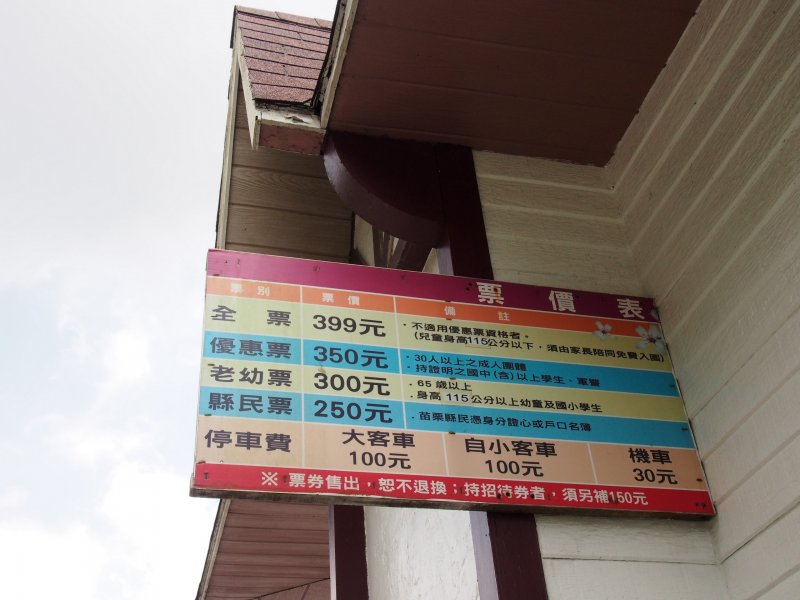 票價表
票別 票價 備註
全票 399元 ·不適用優惠票資格者。
(兒童身高115公分以下，須由家長陪同免費入園)
優惠票 350元 ·30人以上之成人團體
·持證明之國中(含)以上學生、軍警
老幼票 300元 ·65歲以上
·身高115公分以上幼童及國小學生
縣民票 250元 ·苗栗縣民憑身分證心或戶口名簿
停車費 大客車 自小客車 機車
100元 100元 30元
※ 票券售出，恕不退換；持招待券者，須另補150元